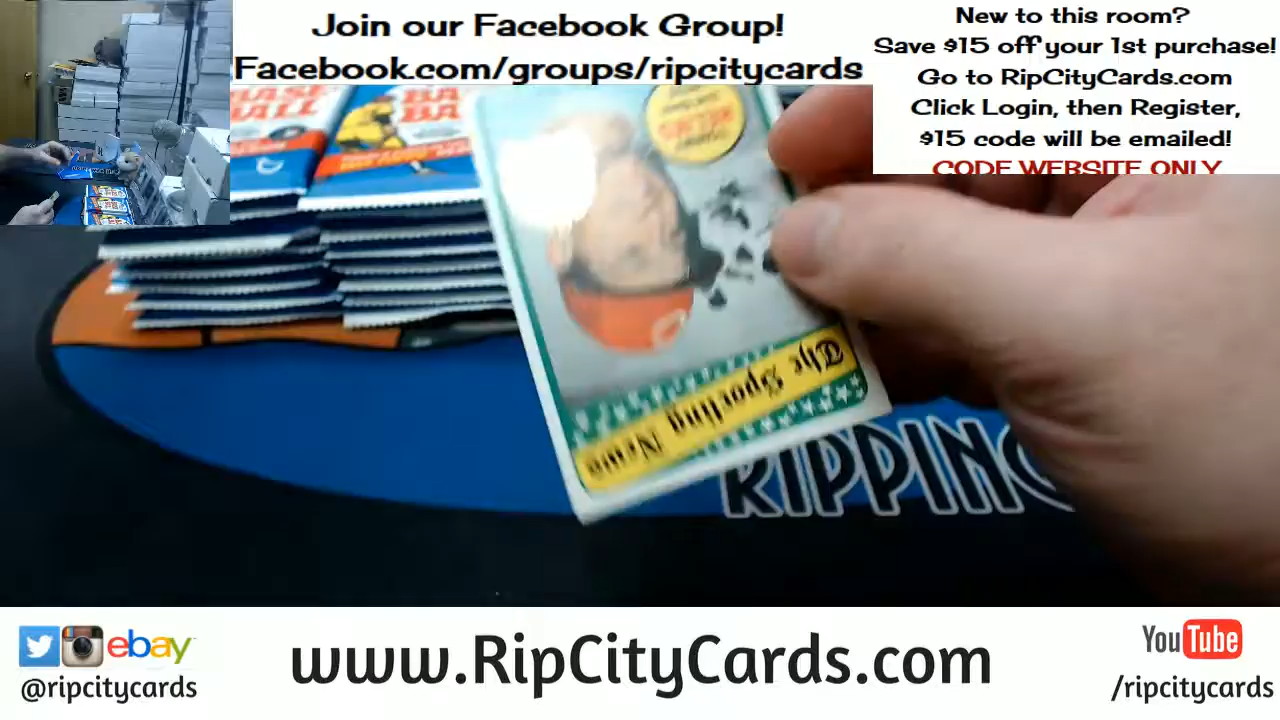 Join our Facebook Group!
Facebook.com/groups/ripcitycards
New to this room?
Save $15 off your 1st purchase!
Go to RipCityCards.com
Click Login, then Register,
$15 code will be emailed!
CODE WEBSITE ONLY
The Sporting News
RIPPING
ebay
@ripcitycards
www.RipCityCards.com
YouTube
/ripcitycards